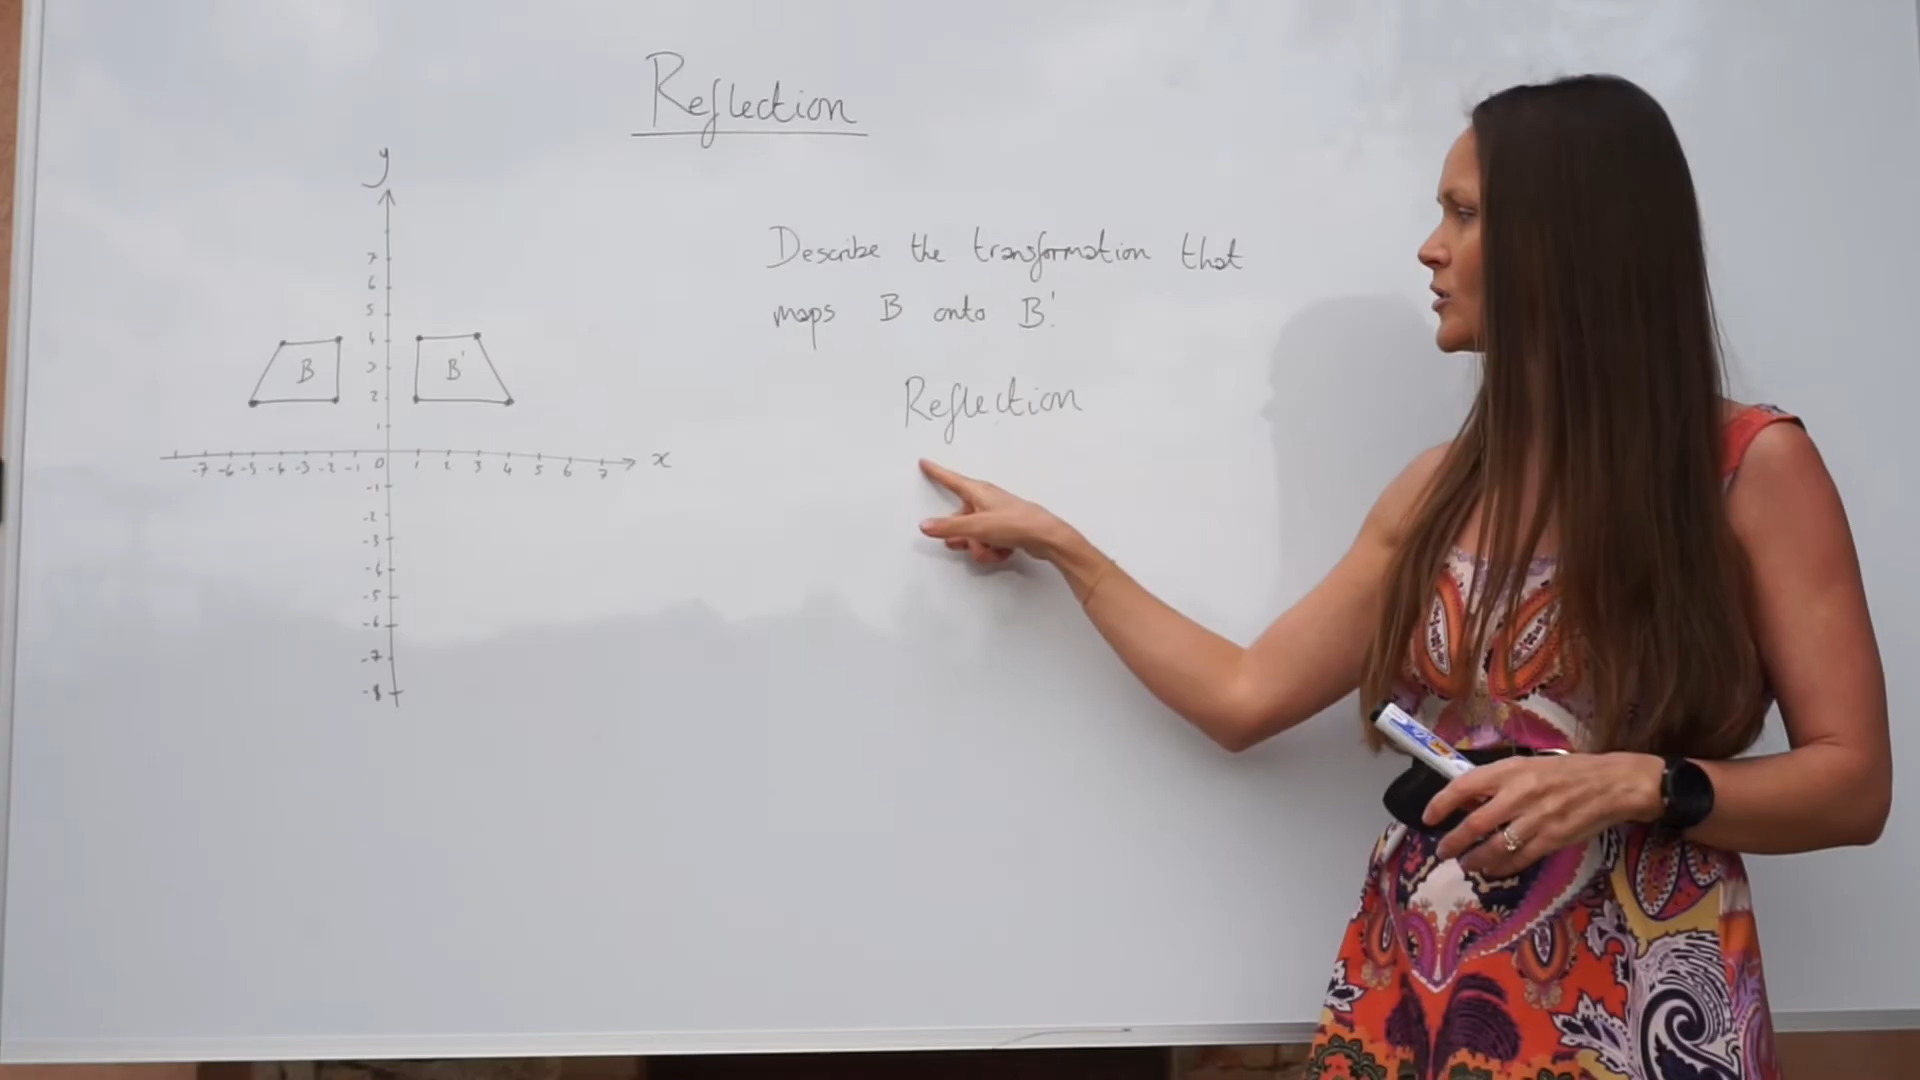 Reflection
y
Describe the transformation that
maps B onto B'.
7
6
5
4
3
2
1
B
B'
Reflection
-7 -6 -5 -4 -3 -2 -1 0 1 2 3 4 5 6 7 x
-1
-2
-3
-4
-5
-6
-7
-8